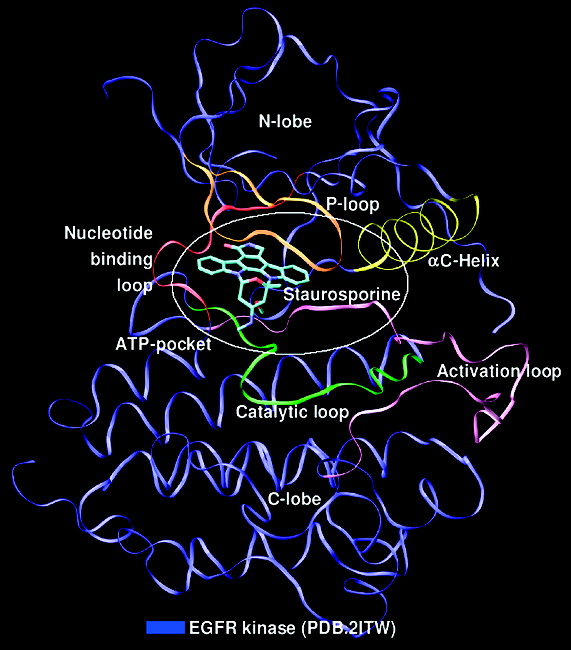 N-lobe
P-loop
Nucleotide
binding
loop
αC-Helix
Staurosporine
ATP-pocket
Activation loop
Catalytic loop
C-lobe
EGFR kinase (PDB:2ITW)